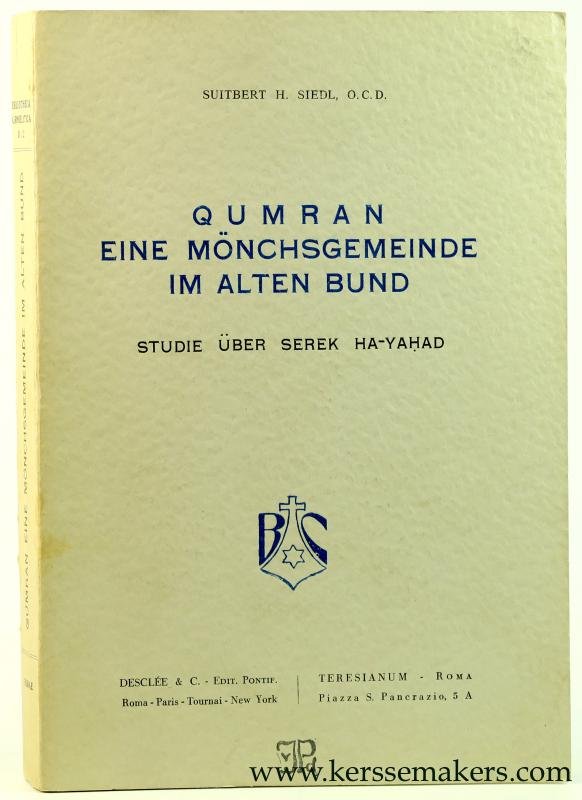 SUITBERT H. SIEDL, O.C.D.
QUMRAN
EINE MÖNCHSGEMEINDE
IM ALTEN BUND
STUDIE ÜBER SEREK HA-YAḤAD
B C
DESCLÉE & C. - EDIT. PONTIF.
Roma - Paris - Tournai - New York
TERESIANUM - ROMA
Piazza S. Pancrazio, 5 A
QUMRAN EINE MÖNCHSGEMEINDE IM ALTEN BUND
www.kerssemakers.com